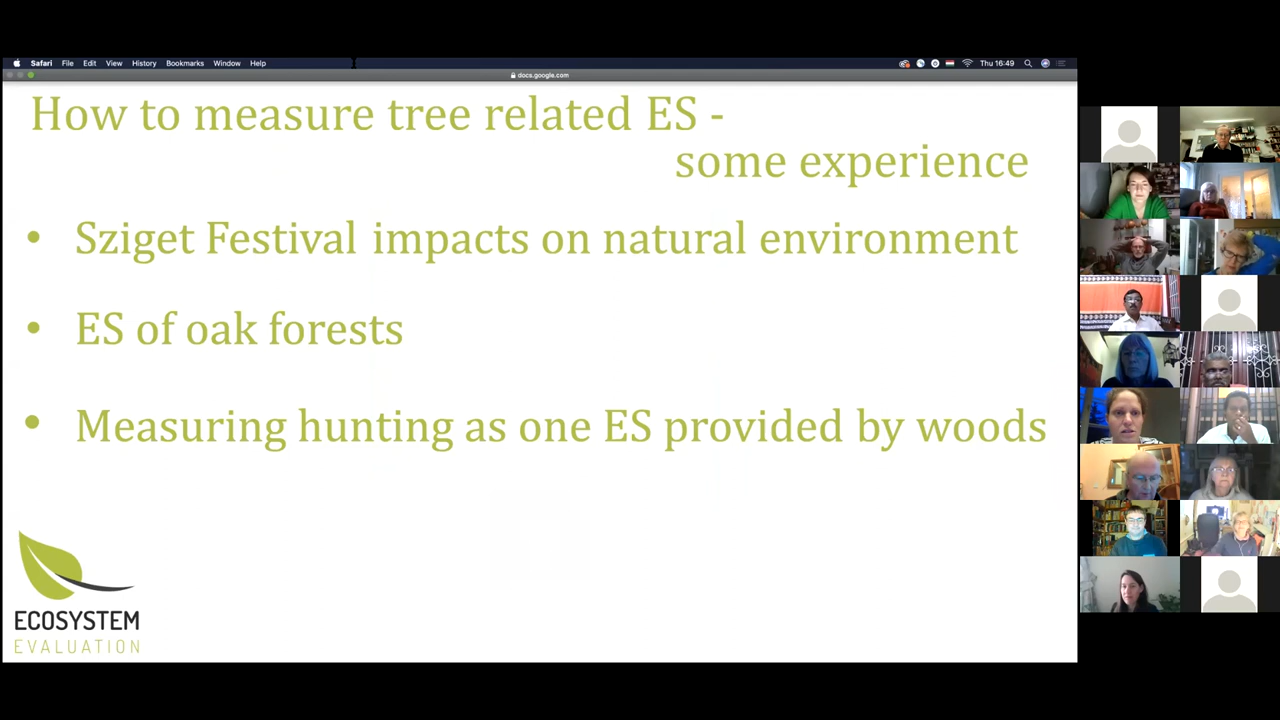 Safari File Edit View History Bookmarks Window Help Thu 16:49
docs.google.com
How to measure tree related ES -
some experience
• Sziget Festival impacts on natural environment
• ES of oak forests
• Measuring hunting as one ES provided by woods
ECOSYSTEM
EVALUATION